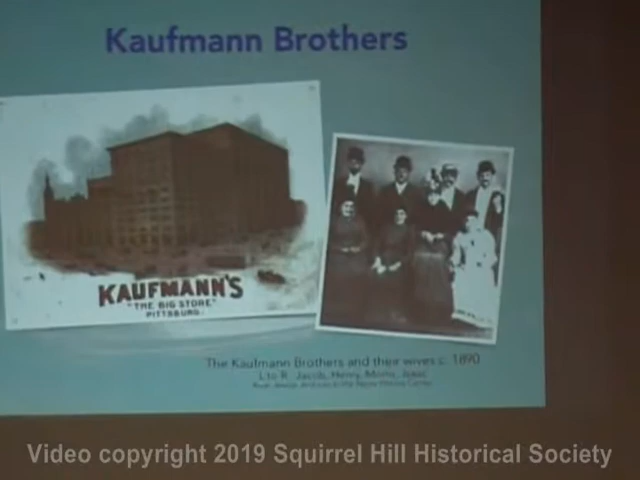 Kaufmann Brothers
KAUFMANN'S
"THE BIG STORE"
PITTSBURG.
The Kaufmann Brothers and their wives c. 1890
L to R: Jacob, Henry, Morris, Isaac
Video copyright 2019 Squirrel Hill Historical Society